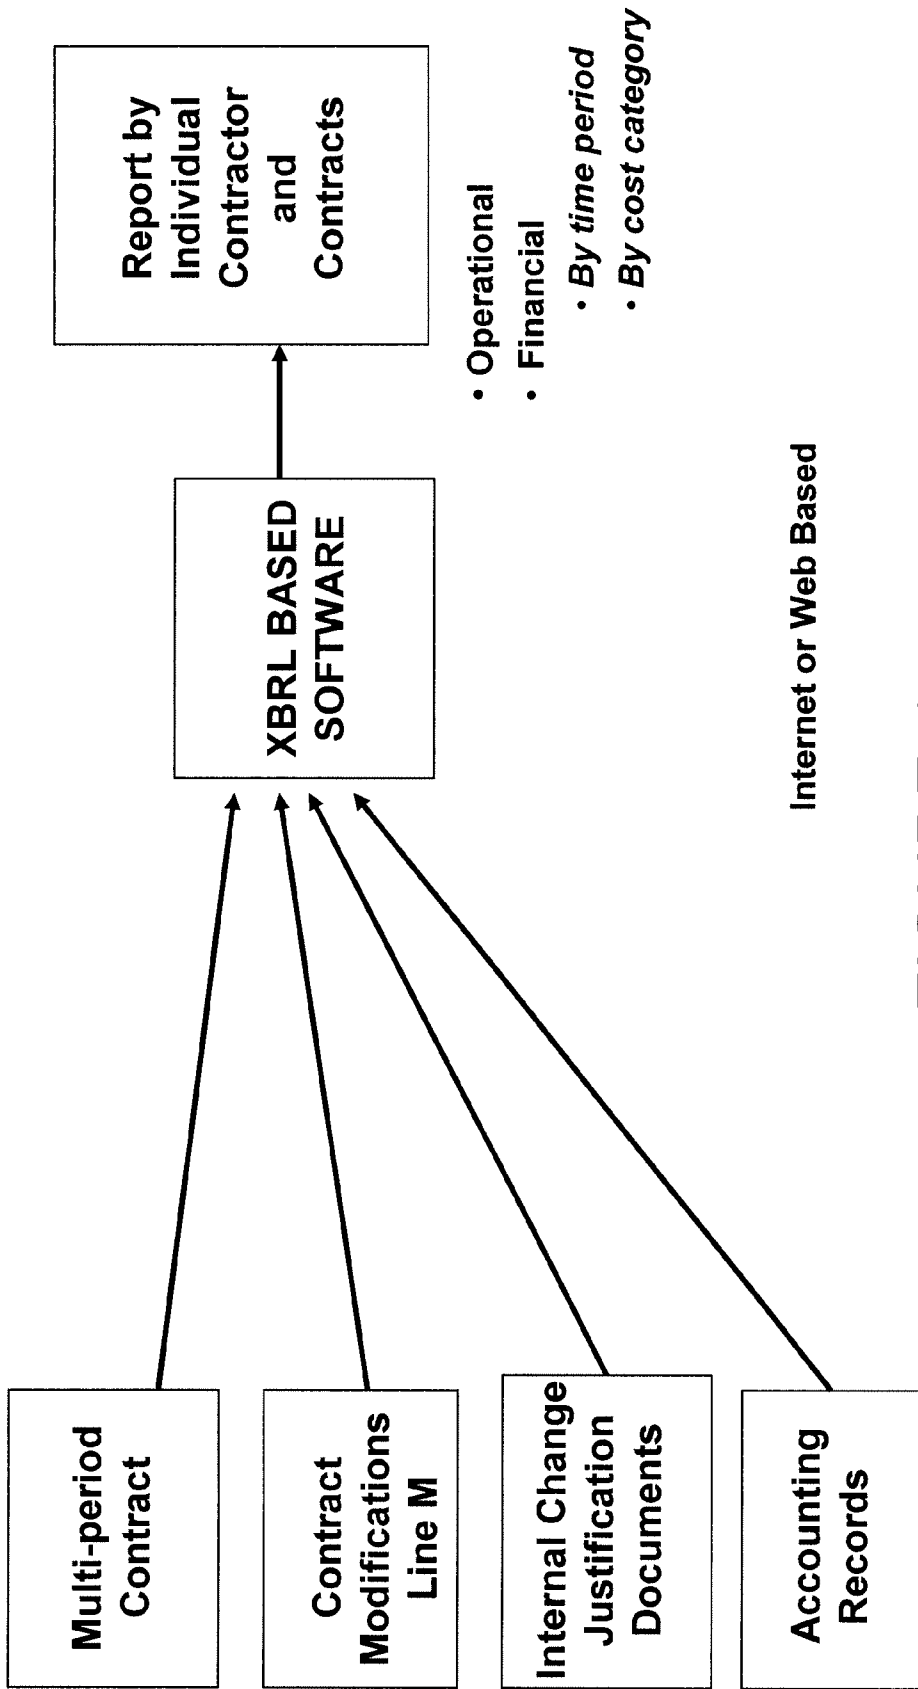 Multi-period
Contract
Contract
Modifications
Line M
Internal Change
Justification
Documents
Accounting
Records
XBRL BASED
SOFTWARE
Report by
Individual
Contractor
and
Contracts
• Operational
• Financial
• By time period
• By cost category
Internet or Web Based